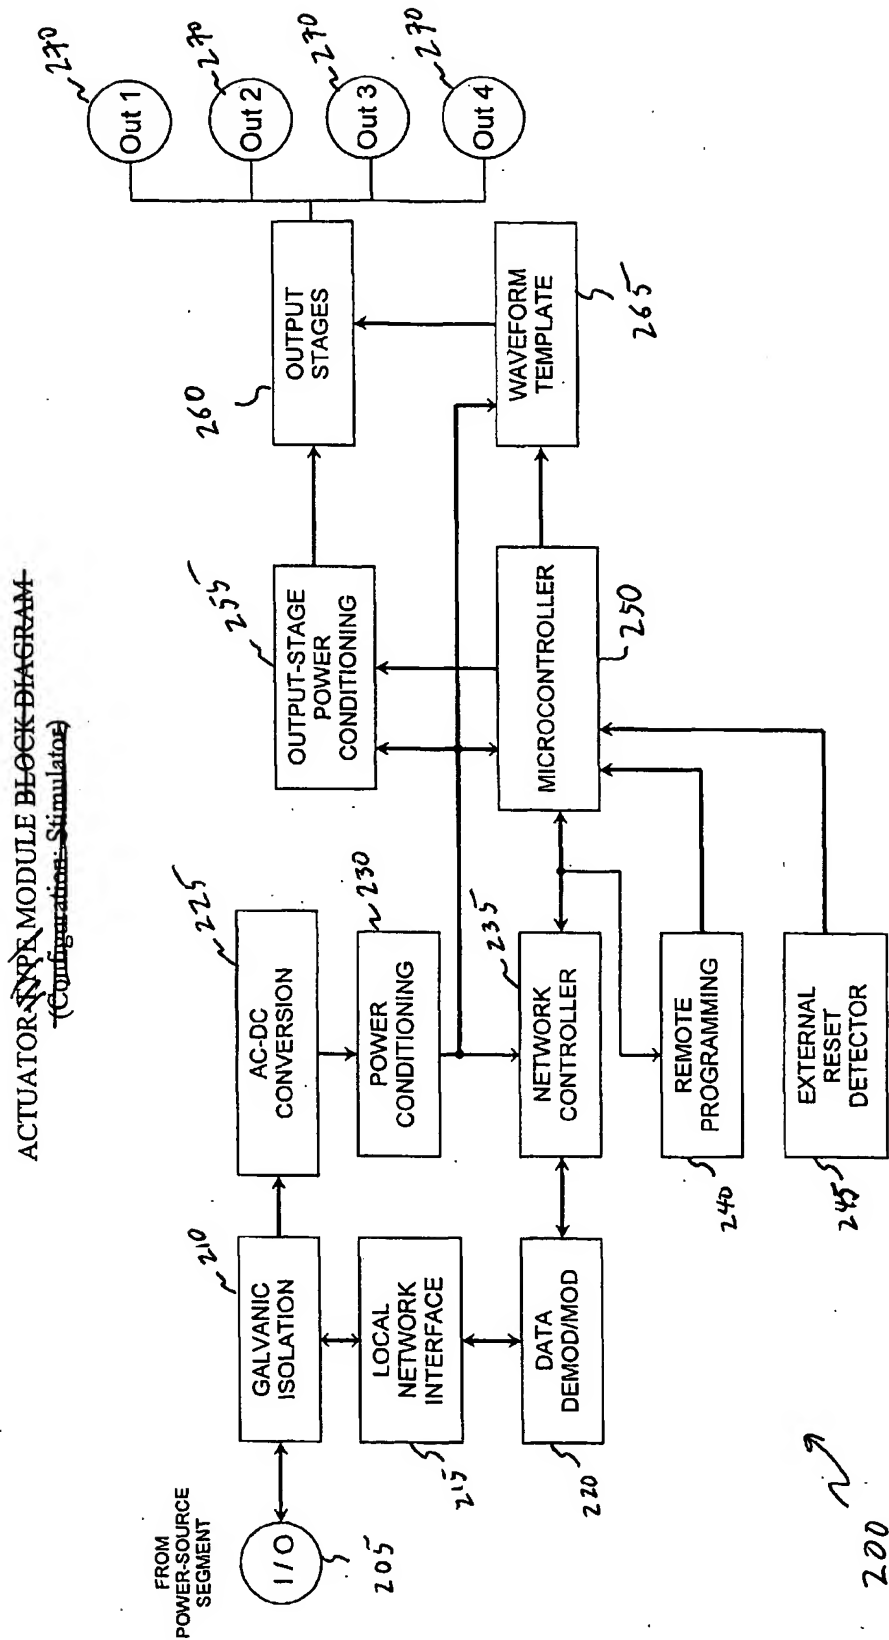 ACTUATOR-TYPE MODULE BLOCK DIAGRAM
(Configuration: Stimulator)
FROM
POWER-SOURCE
SEGMENT
I / O
205
GALVANIC
ISOLATION
210
LOCAL
NETWORK
INTERFACE
215
DATA
DEMOD/MOD
220
AC-DC
CONVERSION
225
POWER
CONDITIONING
230
NETWORK
CONTROLLER
235
REMOTE
PROGRAMMING
240
EXTERNAL
RESET
DETECTOR
245
OUTPUT-STAGE
POWER
CONDITIONING
255
MICROCONTROLLER
250
OUTPUT
STAGES
260
WAVEFORM
TEMPLATE
265
Out 1
270
Out 2
270
Out 3
270
Out 4
270
200